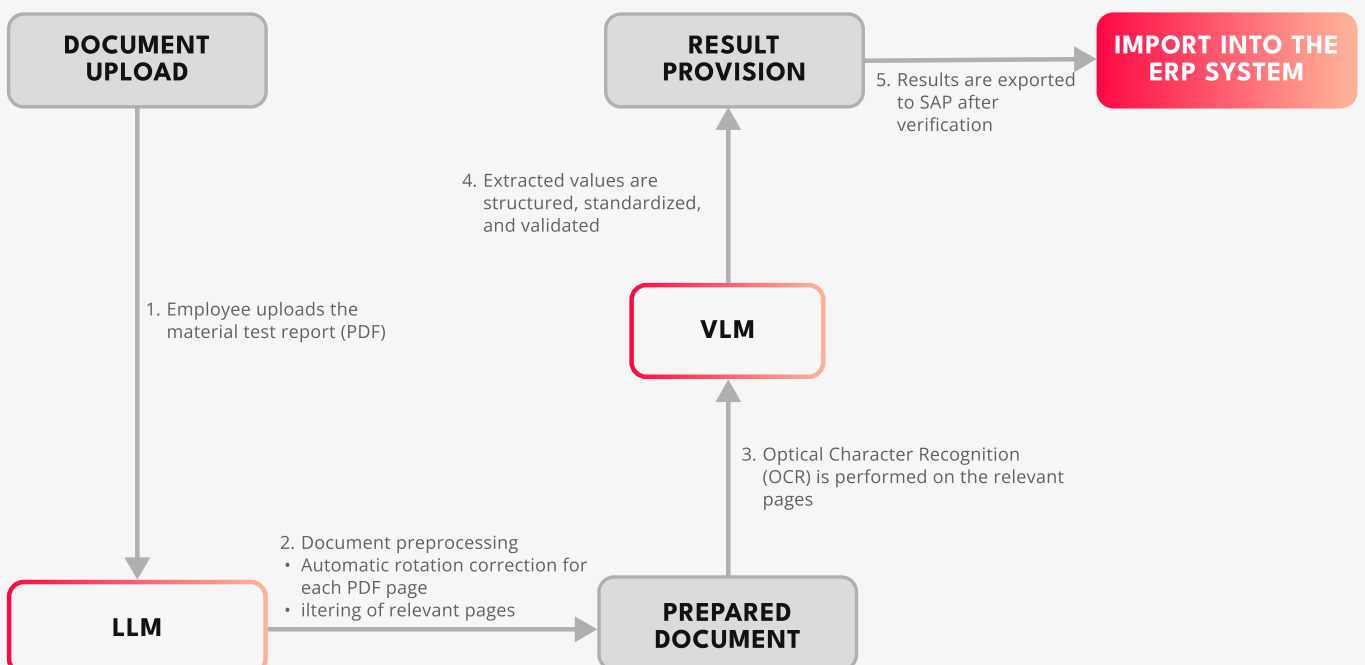 DOCUMENT
UPLOAD
1. Employee uploads the
material test report (PDF)
LLM
2. Document preprocessing
• Automatic rotation correction for
each PDF page
• iltering of relevant pages
PREPARED
DOCUMENT
3. Optical Character Recognition
(OCR) is performed on the relevant
pages
VLM
4. Extracted values are
structured, standardized,
and validated
RESULT
PROVISION
5. Results are exported
to SAP after
verification
IMPORT INTO THE
ERP SYSTEM